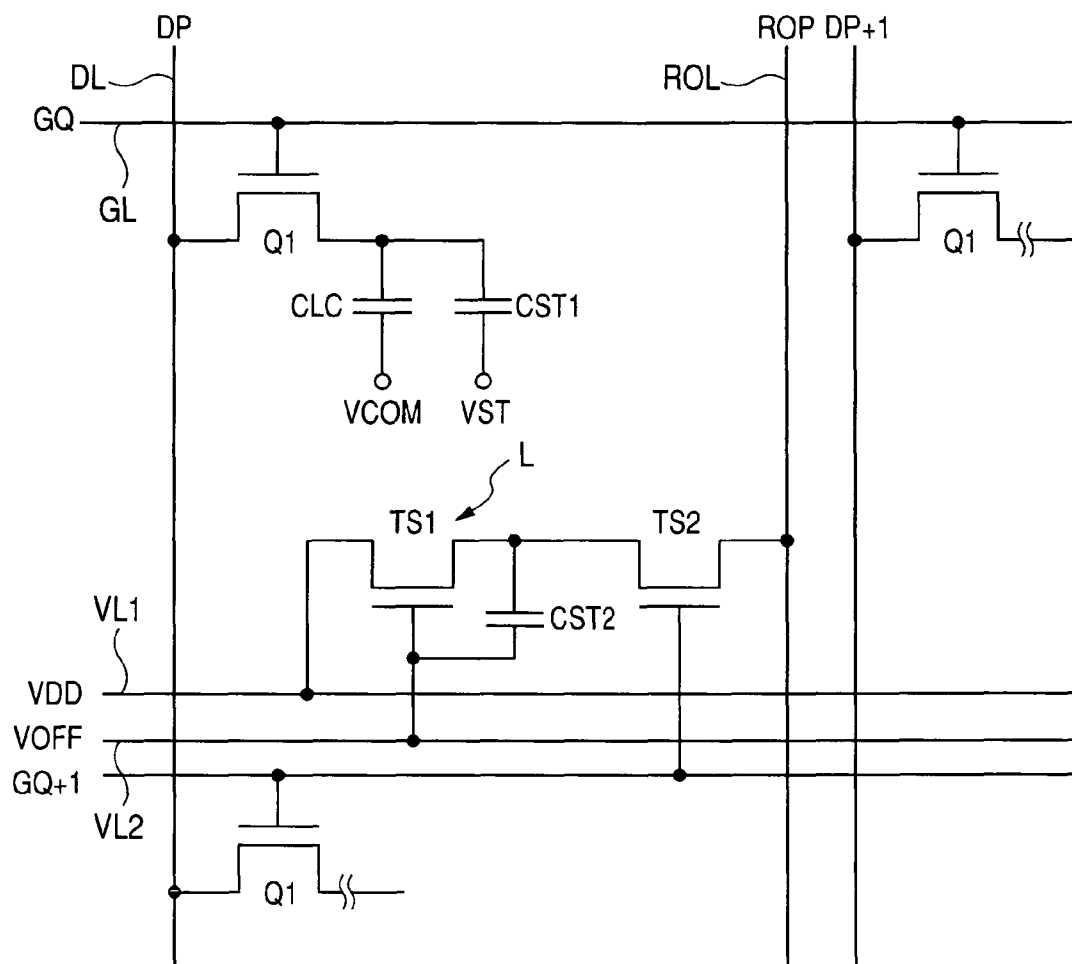 DP ROP DP+1
DL ROL
GQ
GL
Q1 Q1
CLC CST1
VCOM VST
L
TS1 TS2
VL1
CST2
VDD
VOFF
GQ+1
VL2
Q1